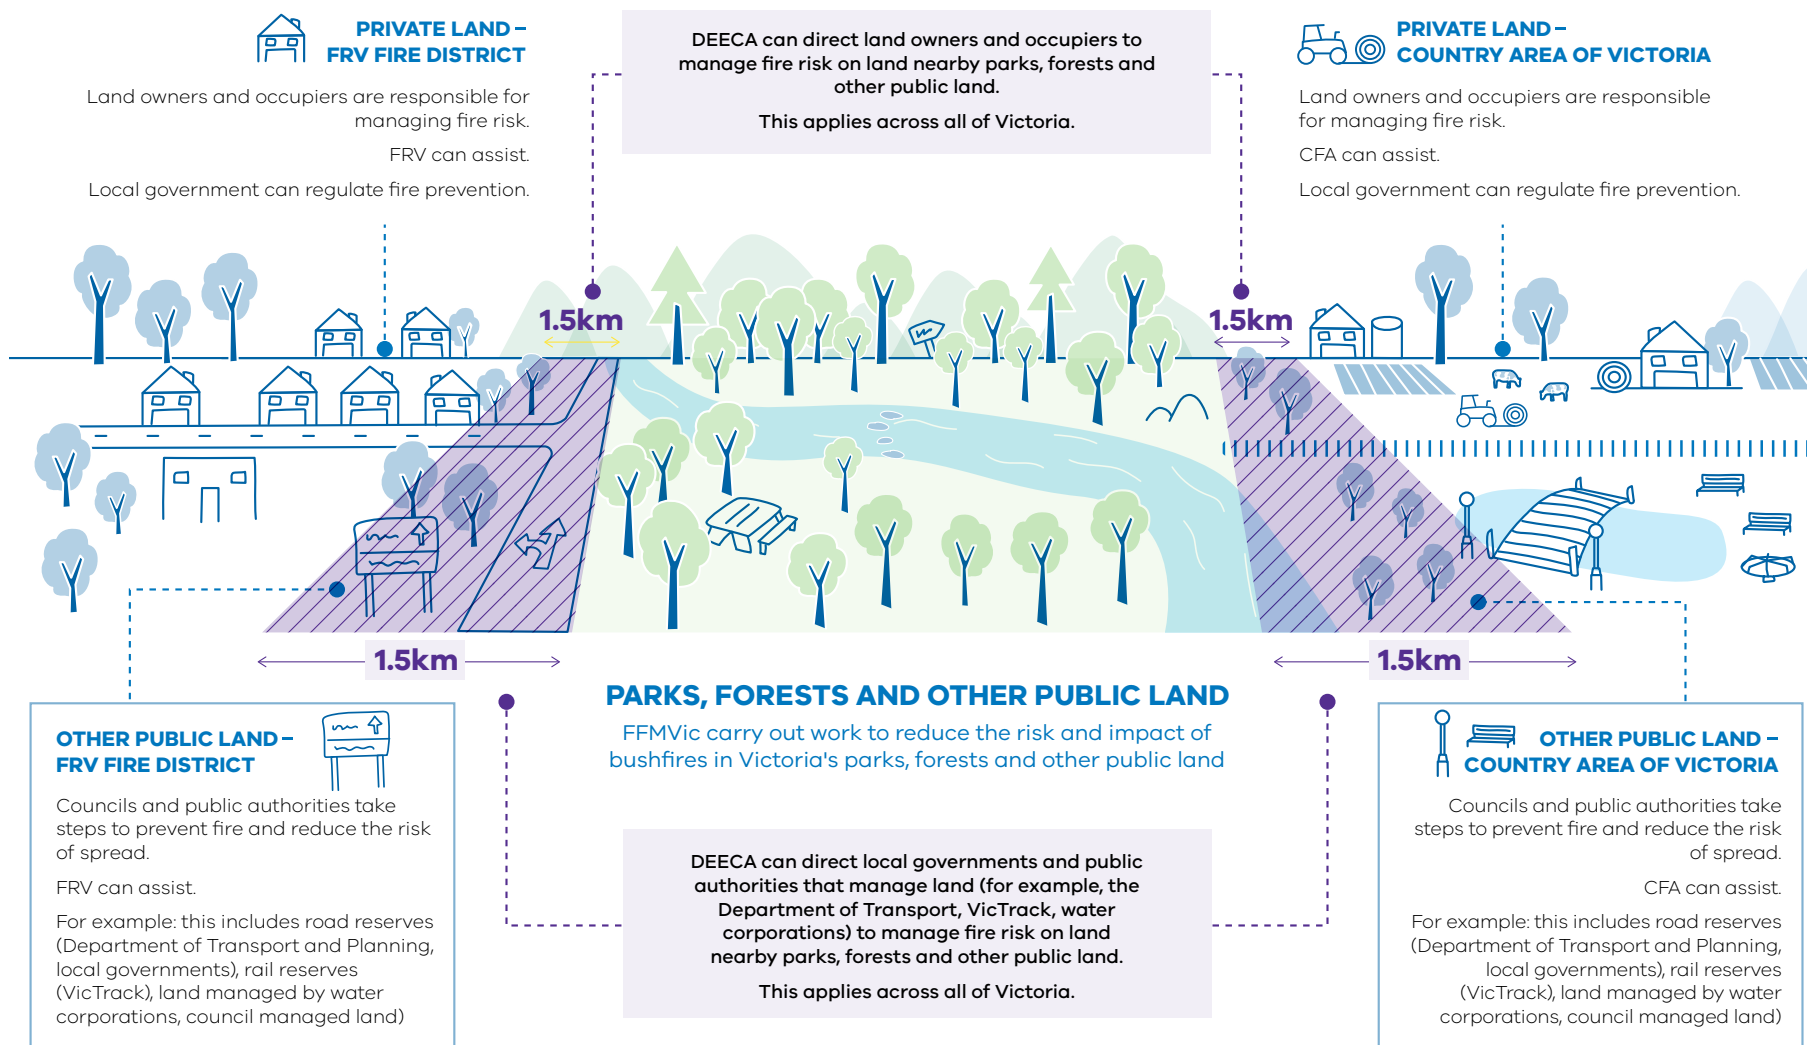 PRIVATE LAND –
FRV FIRE DISTRICT
Land owners and occupiers are responsible for
managing fire risk.
FRV can assist.
Local government can regulate fire prevention.
DEECA can direct land owners and occupiers to
manage fire risk on land nearby parks, forests and
other public land.
This applies across all of Victoria.
PRIVATE LAND –
COUNTRY AREA OF VICTORIA
Land owners and occupiers are responsible
for managing fire risk.
CFA can assist.
Local government can regulate fire prevention.
1.5km
1.5km
1.5km
1.5km
PARKS, FORESTS AND OTHER PUBLIC LAND
FFMVic carry out work to reduce the risk and impact of
bushfires in Victoria's parks, forests and other public land
OTHER PUBLIC LAND –
FRV FIRE DISTRICT
Councils and public authorities take
steps to prevent fire and reduce the risk
of spread.
FRV can assist.
For example: this includes road reserves
(Department of Transport and Planning,
local governments), rail reserves
(VicTrack), land managed by water
corporations, council managed land)
DEECA can direct local governments and public
authorities that manage land (for example, the
Department of Transport, VicTrack, water
corporations) to manage fire risk on land
nearby parks, forests and other public land.
This applies across all of Victoria.
OTHER PUBLIC LAND –
COUNTRY AREA OF VICTORIA
Councils and public authorities take
steps to prevent fire and reduce the risk
of spread.
CFA can assist.
For example: this includes road reserves
(Department of Transport and Planning,
local governments), rail reserves
(VicTrack), land managed by water
corporations, council managed land)